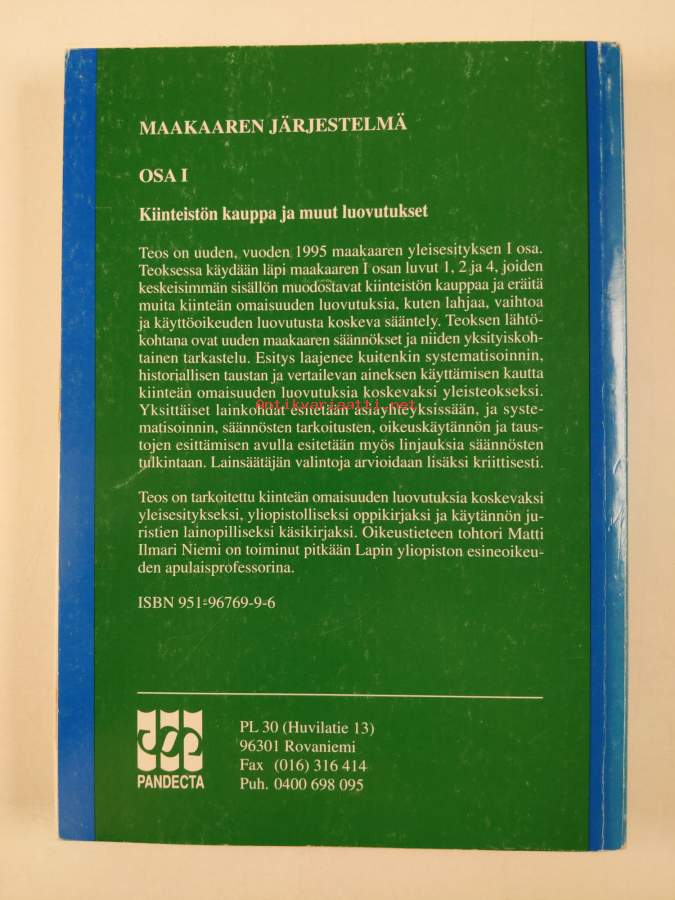 MAAKAAREN JÄRJESTELMÄ
OSA I
Kiinteistön kauppa ja muut luovutukset
Teos on uuden, vuoden 1995 maakaaren yleisesityksen I osa.
Teoksessa käydään läpi maakaaren I osan luvut 1, 2 ja 4, joiden
keskeisimmän sisällön muodostavat kiinteistön kauppaa ja eräitä
muita kiinteän omaisuuden luovutuksia, kuten lahjaa, vaihtoa
ja käyttöoikeuden luovutusta koskeva sääntely. Teoksen lähtö-
kohtana ovat uuden maakaaren säännökset ja niiden yksityiskoh-
tainen tarkastelu. Esitys laajenee kuitenkin systematisoinnin,
historiallisen taustan ja vertailevan aineksen käyttämisen kautta
kiinteän omaisuuden luovutuksia koskevaksi yleisteokseksi.
Yksittäiset lainkohdat esitetään asiayhteyksissään, ja syste-
matisoinnin, säännösten tarkoitusten, oikeuskäytännön ja taus-
tojen esittämisen avulla esitetään myös linjauksia säännösten
tulkintaan. Lainsäätäjän valintoja arvioidaan lisäksi kriittisesti.
Teos on tarkoitettu kiinteän omaisuuden luovutuksia koskevaksi
yleisesitykseksi, yliopistolliseksi oppikirjaksi ja käytännön ju-
ristien lainopilliseksi käsikirjaksi. Oikeustieteen tohtori Matti
Ilmari Niemi on toiminut pitkään Lapin yliopiston esineoikeu-
den apulaisprofessorina.
ISBN 951-96769-9-6
PANDECTA
PL 30 (Huvilatie 13)
96301 Rovaniemi
Fax (016) 316 414
Puh. 0400 698 095
Antikvariaatti.net